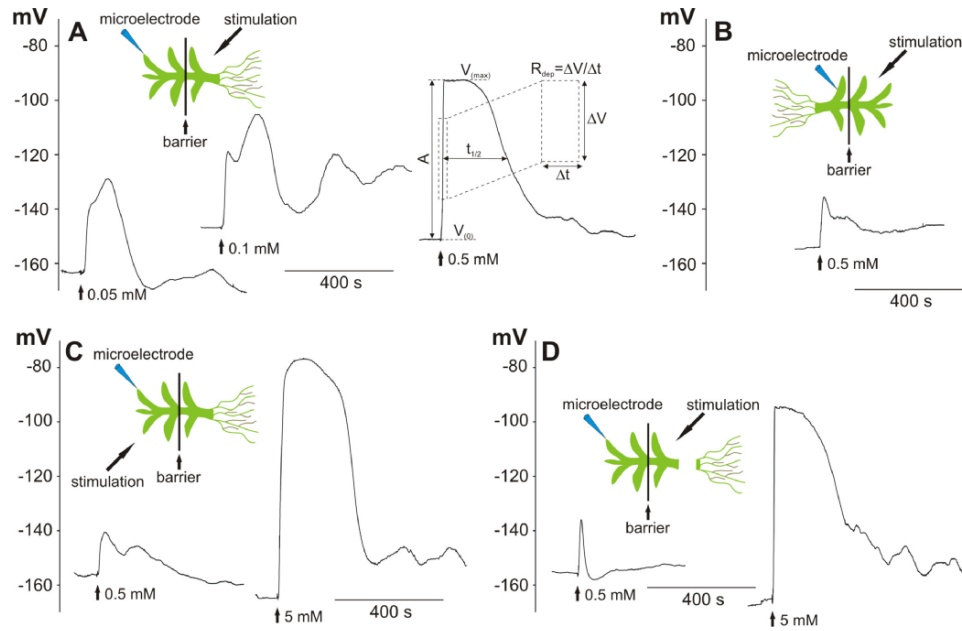 mV
A
microelectrode
stimulation
barrier
-80
-100
-120
-140
-160
0.05 mM
0.1 mM
400 s
V(max)
Rdep=ΔV/Δt
ΔV
Δt
A
t1/2
V(0)
0.5 mM
mV
B
stimulation
microelectrode
barrier
-80
-100
-120
-140
-160
0.5 mM
400 s
mV
C
microelectrode
stimulation
barrier
-80
-100
-120
-140
-160
0.5 mM
5 mM
400 s
mV
D
microelectrode
stimulation
barrier
-80
-100
-120
-140
-160
0.5 mM
400 s
5 mM